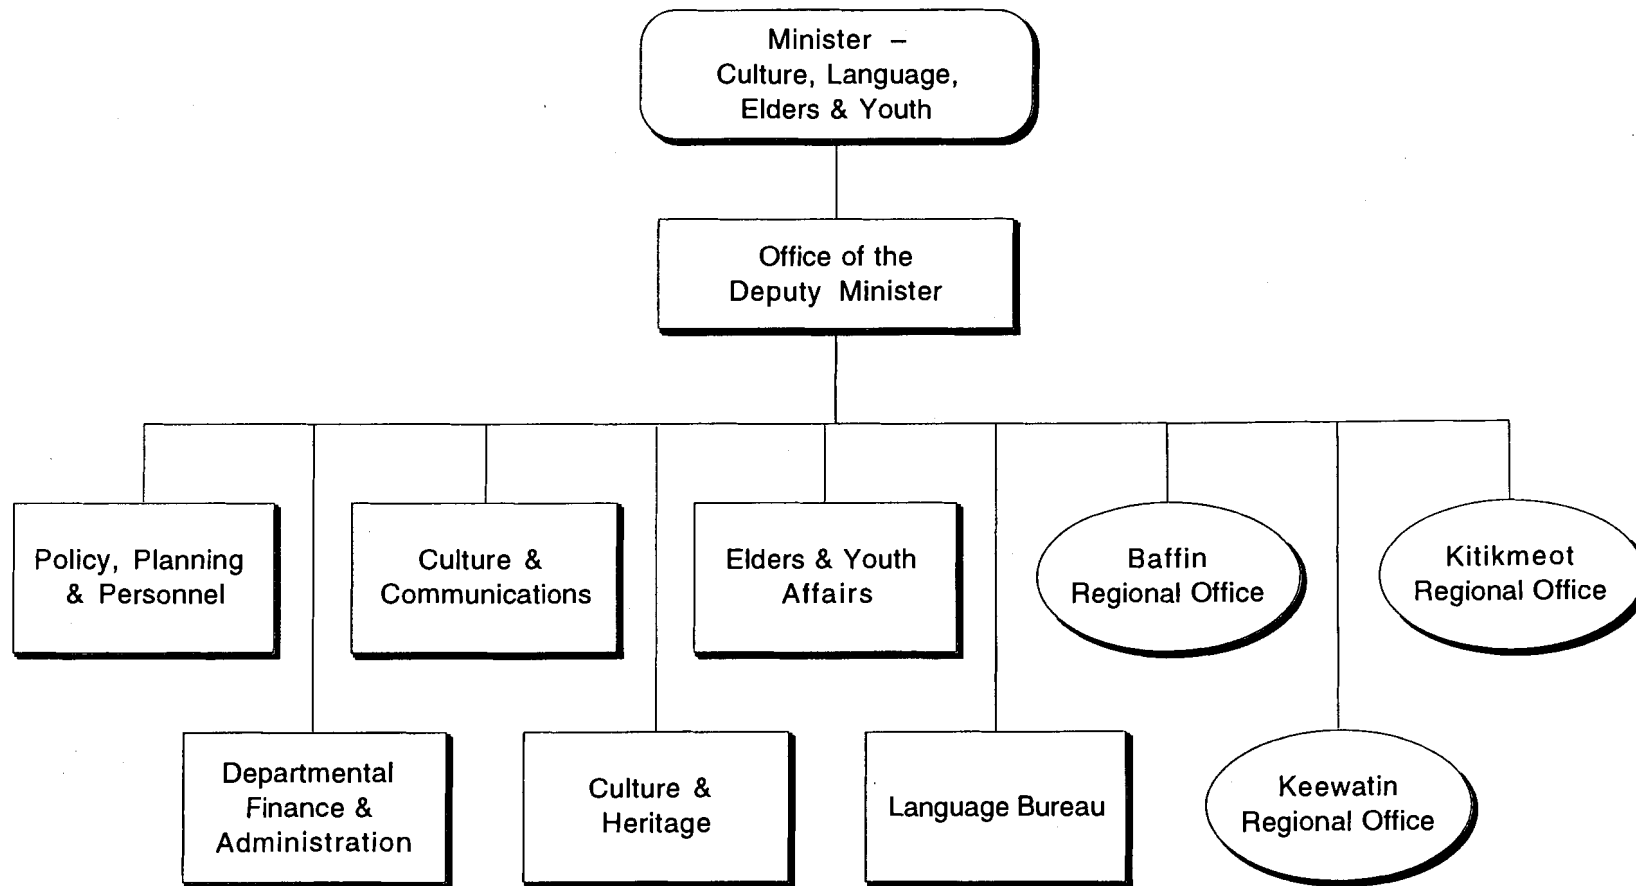 Minister –
Culture, Language,
Elders & Youth
Office of the
Deputy Minister
Policy, Planning
& Personnel
Culture &
Communications
Elders & Youth
Affairs
Baffin
Regional Office
Kitikmeot
Regional Office
Departmental
Finance &
Administration
Culture &
Heritage
Language Bureau
Keewatin
Regional Office